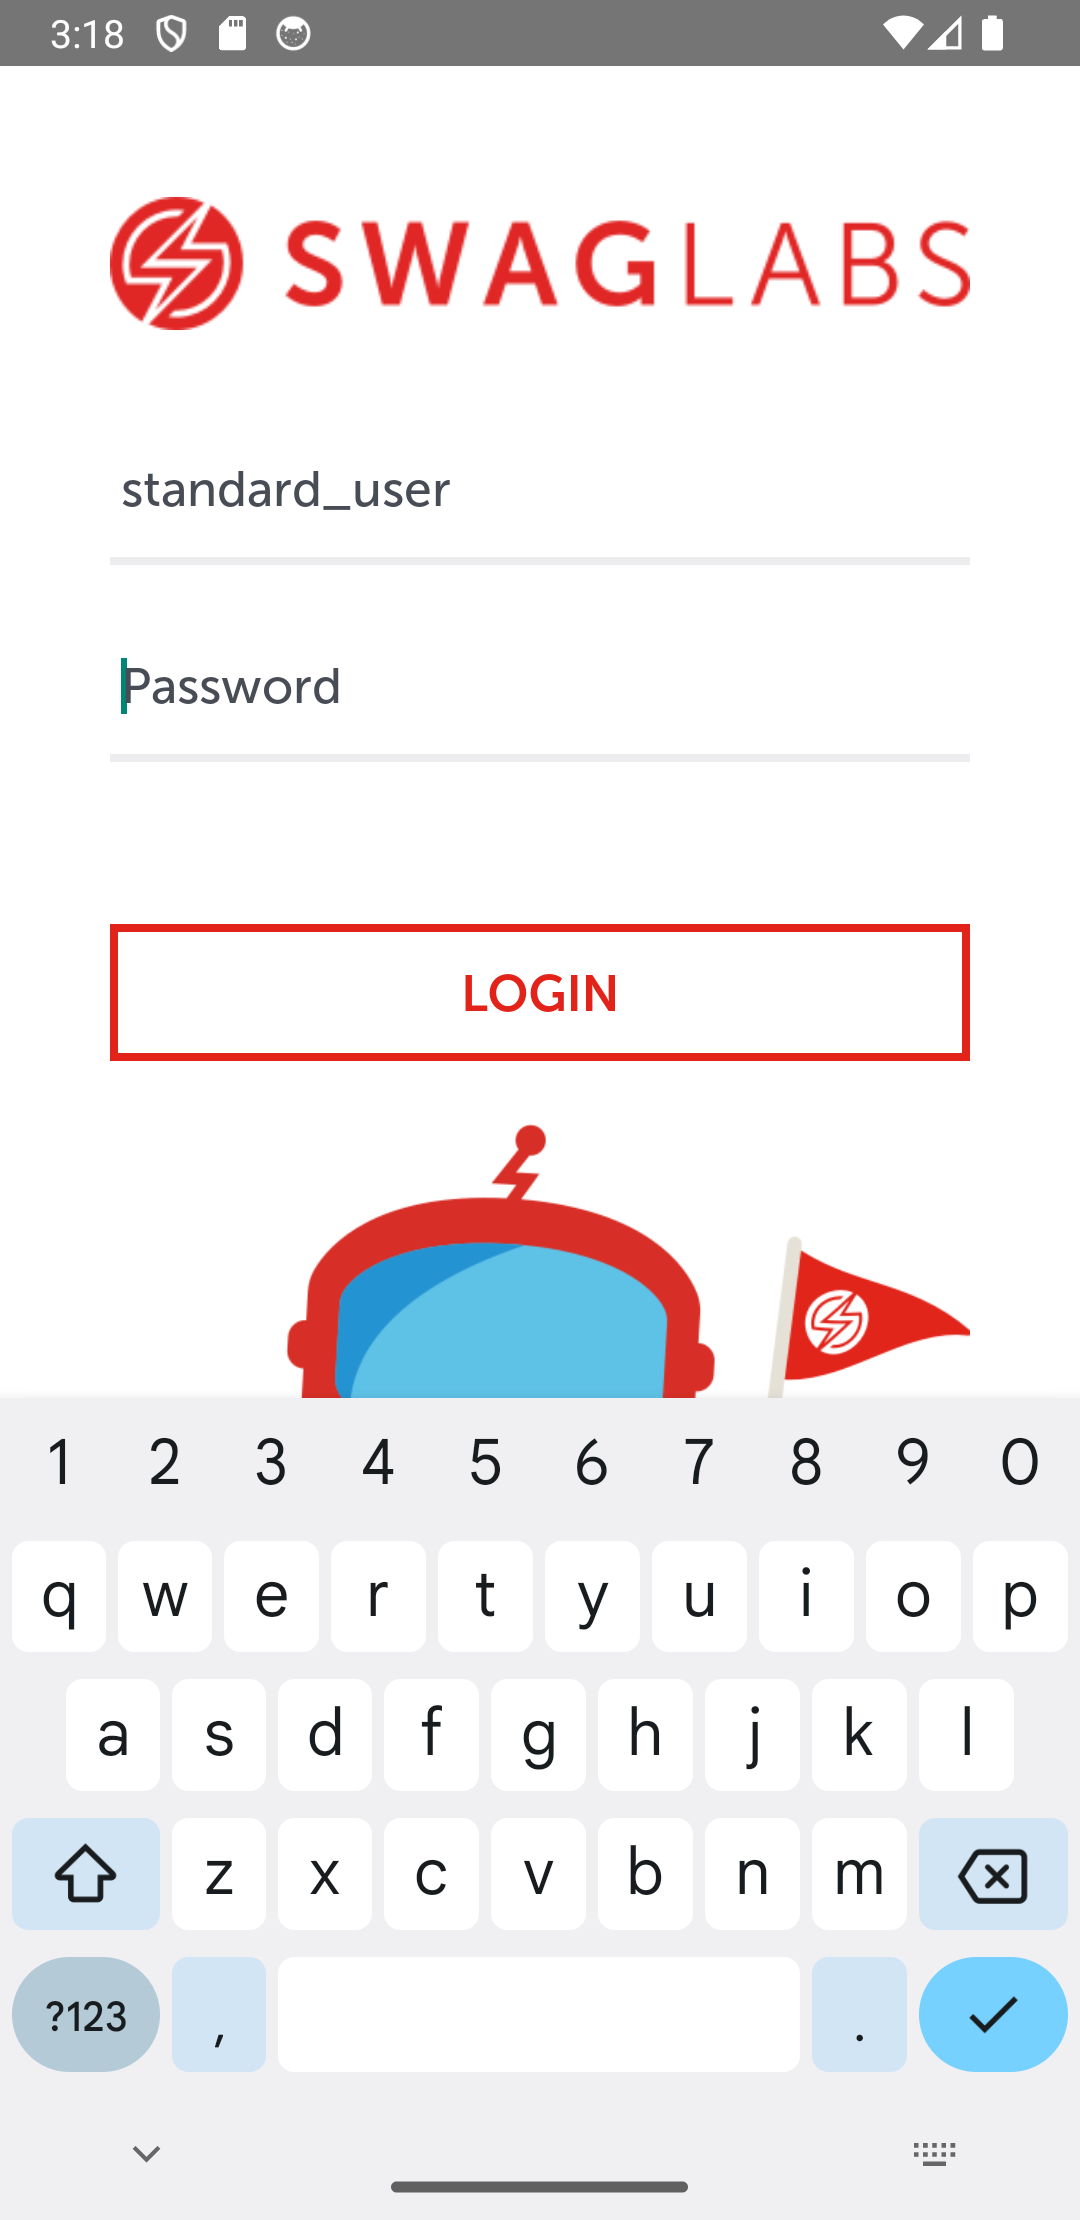 3:18
SWAGLABS
standard_user
Password
LOGIN
1 2 3 4 5 6 7 8 9 0
q w e r t y u i o p
a s d f g h j k l
z x c v b n m
?123 , .